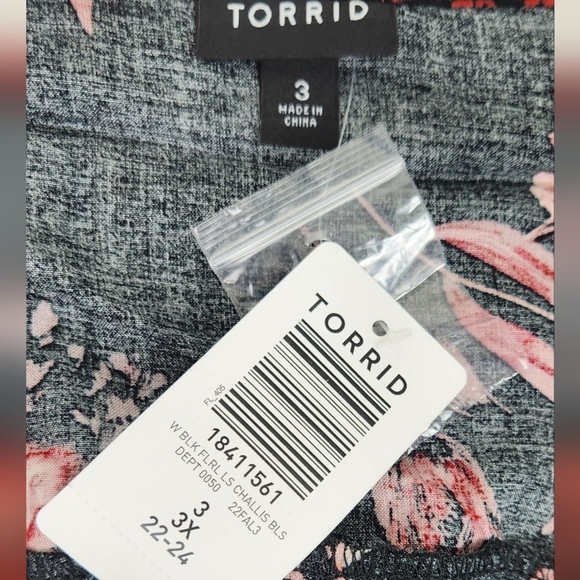 TORRID
3
MADE IN
CHINA
TORRID
FL_405
18411561
W BLK FLRL LS CHALLIS BLS
DEPT 0050 22FAL3
3
3X
22-24